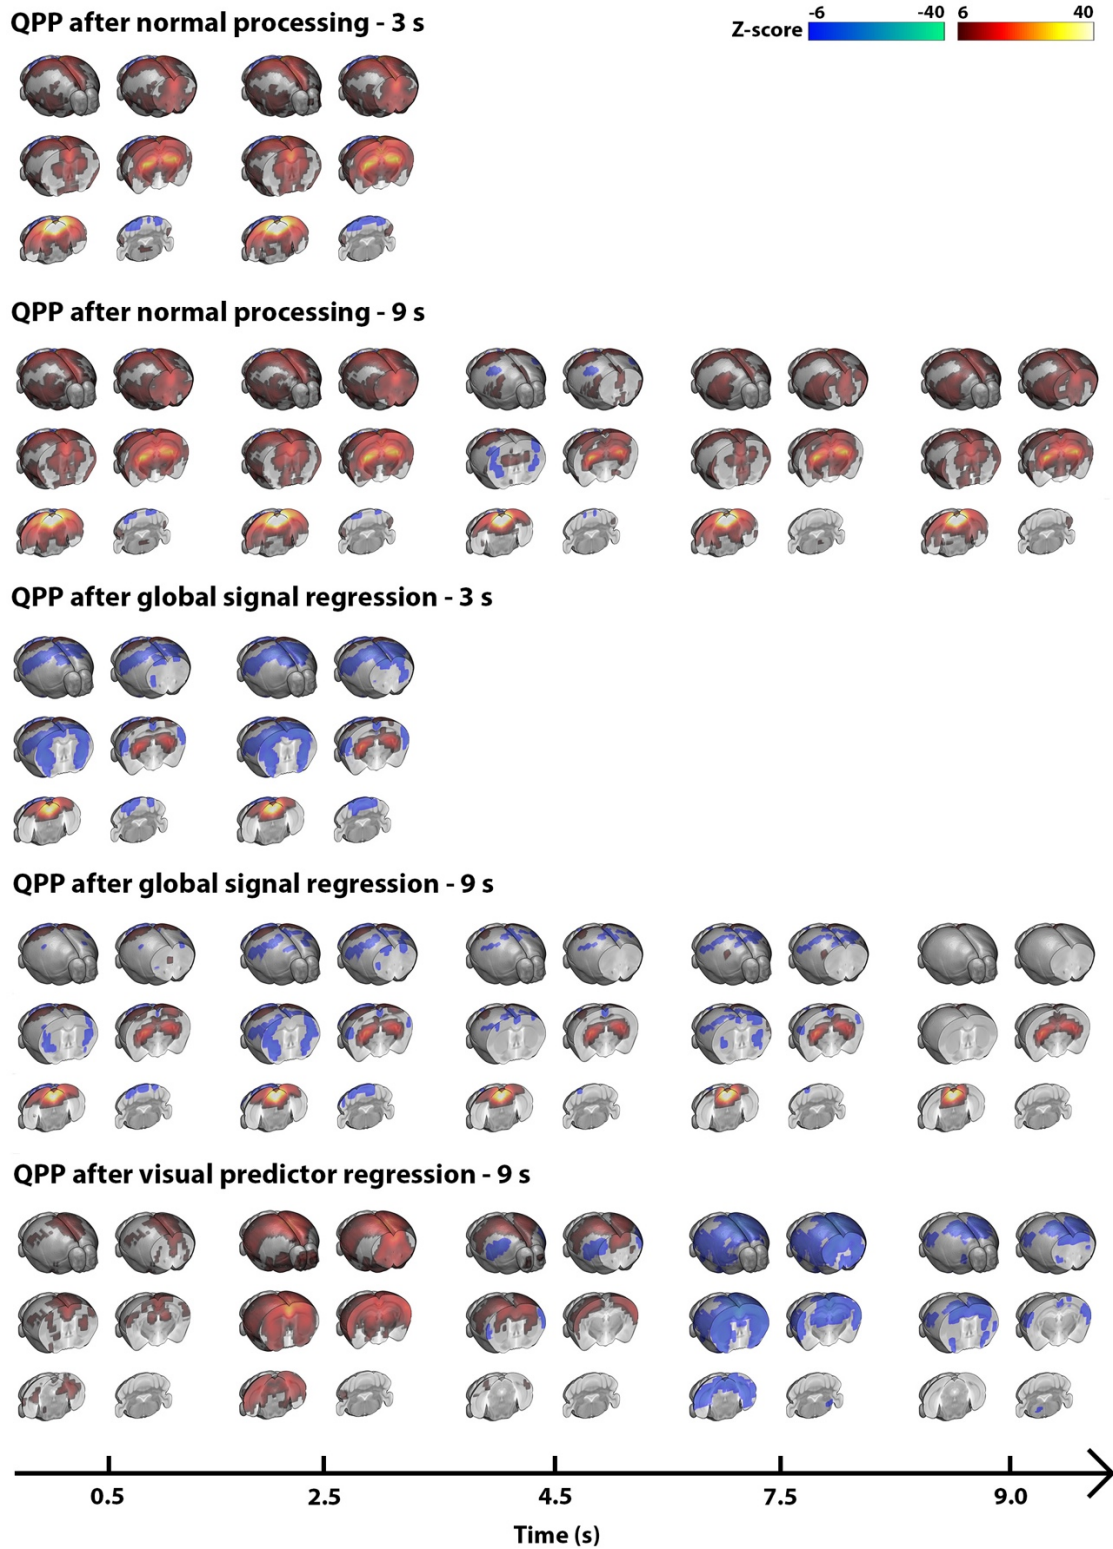 QPP after normal processing - 3 s
Z-score -6 -40 6 40
QPP after normal processing - 9 s
QPP after global signal regression - 3 s
QPP after global signal regression - 9 s
QPP after visual predictor regression - 9 s
0.5 2.5 4.5 7.5 9.0
Time (s)